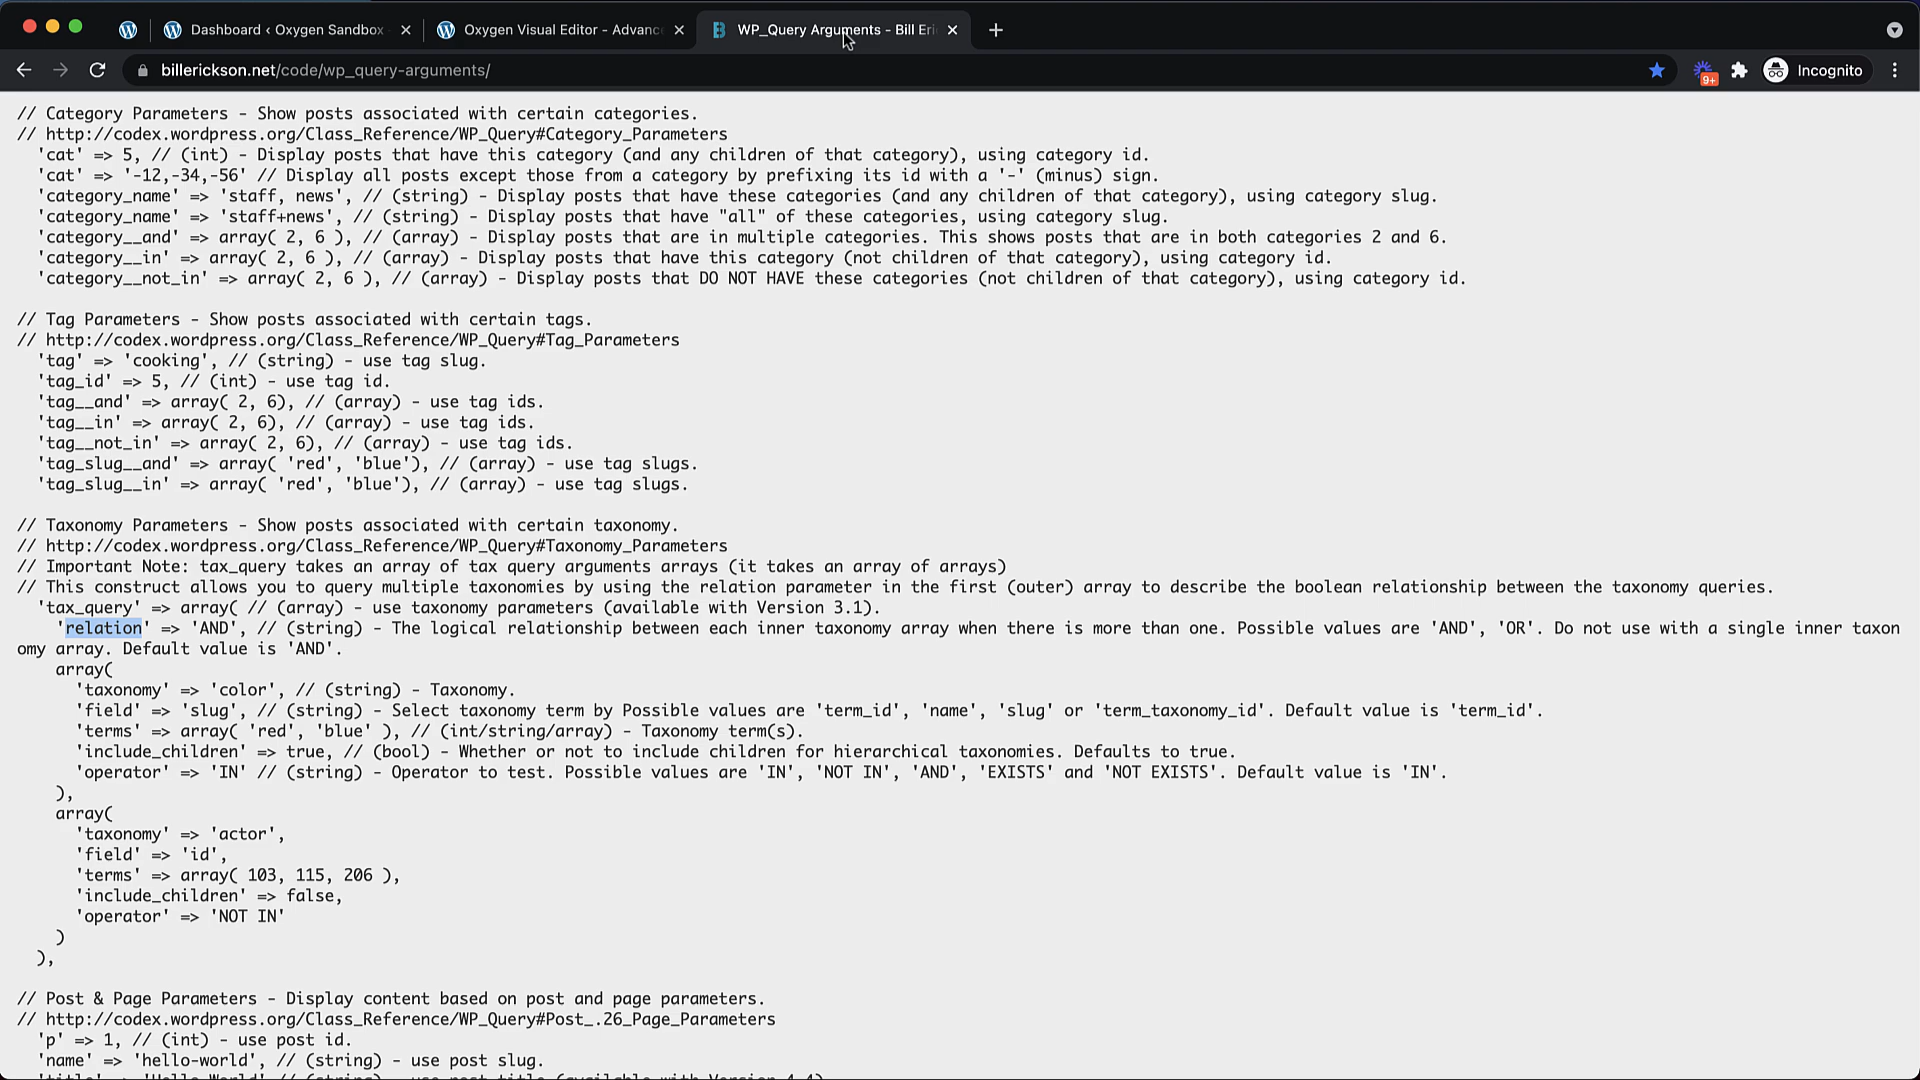 Dashboard ‹ Oxygen Sandbox
Oxygen Visual Editor - Advanc
WP_Query Arguments - Bill Eri
billerickson.net/code/wp_query-arguments/
9+
Incognito
// Category Parameters - Show posts associated with certain categories.
// http://codex.wordpress.org/Class_Reference/WP_Query#Category_Parameters
'cat' => 5, // (int) - Display posts that have this category (and any children of that category), using category id.
'cat' => '-12,-34,-56' // Display all posts except those from a category by prefixing its id with a '-' (minus) sign.
'category_name' => 'staff, news', // (string) - Display posts that have these categories (and any children of that category), using category slug.
'category_name' => 'staff+news', // (string) - Display posts that have "all" of these categories, using category slug.
'category__and' => array( 2, 6 ), // (array) - Display posts that are in multiple categories. This shows posts that are in both categories 2 and 6.
'category__in' => array( 2, 6 ), // (array) - Display posts that have this category (not children of that category), using category id.
'category__not_in' => array( 2, 6 ), // (array) - Display posts that DO NOT HAVE these categories (not children of that category), using category id.
// Tag Parameters - Show posts associated with certain tags.
// http://codex.wordpress.org/Class_Reference/WP_Query#Tag_Parameters
'tag' => 'cooking', // (string) - use tag slug.
'tag_id' => 5, // (int) - use tag id.
'tag__and' => array( 2, 6), // (array) - use tag ids.
'tag__in' => array( 2, 6), // (array) - use tag ids.
'tag__not_in' => array( 2, 6), // (array) - use tag ids.
'tag_slug__and' => array( 'red', 'blue'), // (array) - use tag slugs.
'tag_slug__in' => array( 'red', 'blue'), // (array) - use tag slugs.
// Taxonomy Parameters - Show posts associated with certain taxonomy.
// http://codex.wordpress.org/Class_Reference/WP_Query#Taxonomy_Parameters
// Important Note: tax_query takes an array of tax query arguments arrays (it takes an array of arrays)
// This construct allows you to query multiple taxonomies by using the relation parameter in the first (outer) array to describe the boolean relationship between the taxonomy queries.
'tax_query' => array( // (array) - use taxonomy parameters (available with Version 3.1).
'relation' => 'AND', // (string) - The logical relationship between each inner taxonomy array when there is more than one. Possible values are 'AND', 'OR'. Do not use with a single inner taxon
omy array. Default value is 'AND'.
array(
'taxonomy' => 'color', // (string) - Taxonomy.
'field' => 'slug', // (string) - Select taxonomy term by Possible values are 'term_id', 'name', 'slug' or 'term_taxonomy_id'. Default value is 'term_id'.
'terms' => array( 'red', 'blue' ), // (int/string/array) - Taxonomy term(s).
'include_children' => true, // (bool) - Whether or not to include children for hierarchical taxonomies. Defaults to true.
'operator' => 'IN' // (string) - Operator to test. Possible values are 'IN', 'NOT IN', 'AND', 'EXISTS' and 'NOT EXISTS'. Default value is 'IN'.
),
array(
'taxonomy' => 'actor',
'field' => 'id',
'terms' => array( 103, 115, 206 ),
'include_children' => false,
'operator' => 'NOT IN'
)
),
// Post & Page Parameters - Display content based on post and page parameters.
// http://codex.wordpress.org/Class_Reference/WP_Query#Post_.26_Page_Parameters
'p' => 1, // (int) - use post id.
'name' => 'hello-world', // (string) - use post slug.
'title' => 'Hello World' // (string) - use post title (available with Version 4.4)